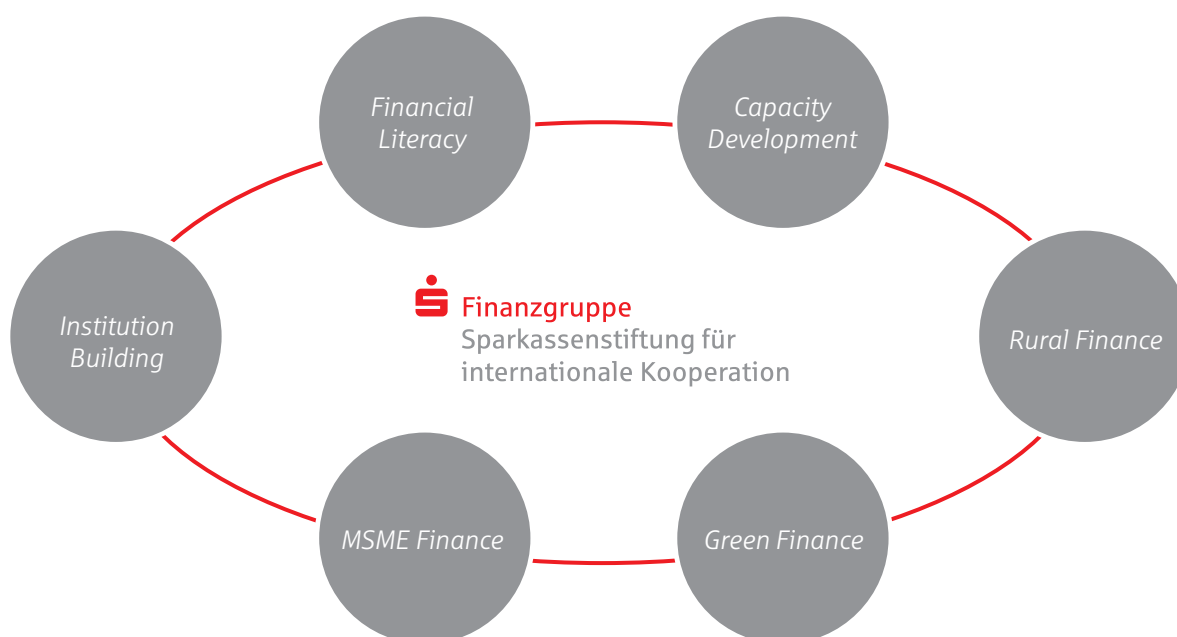 Financial
Literacy
Capacity
Development
Institution
Building
Finanzgruppe
Sparkassenstiftung für
internationale Kooperation
Rural Finance
MSME Finance
Green Finance